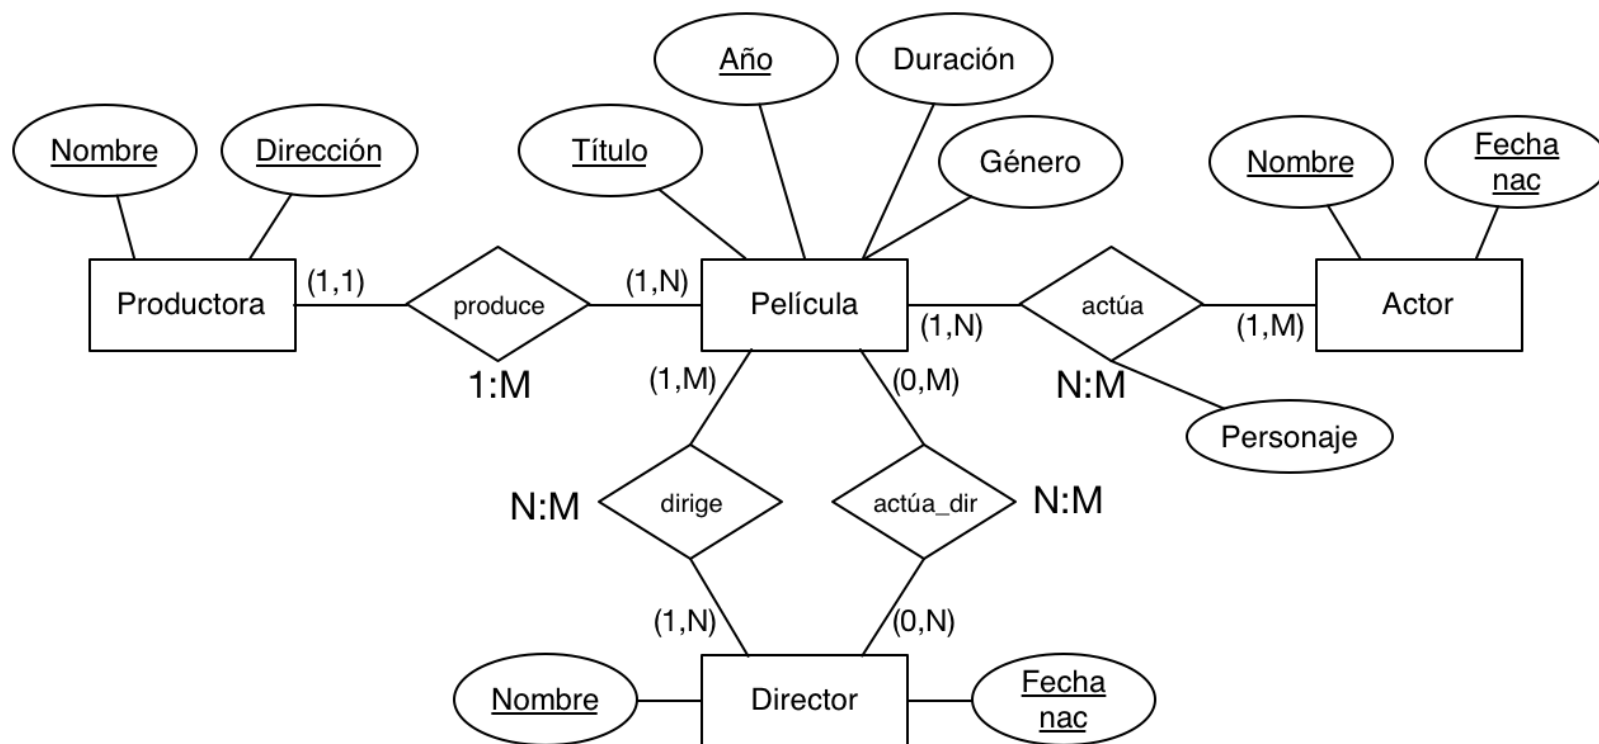 Año
Duración
Nombre
Dirección
Título
Género
Nombre
Fecha
nac
Productora
(1,1)
produce
1:M
(1,N)
Película
(1,N)
actúa
N:M
(1,M)
Actor
Personaje
(1,M)
(0,M)
N:M
dirige
actúa_dir
N:M
(1,N)
(0,N)
Nombre
Director
Fecha
nac